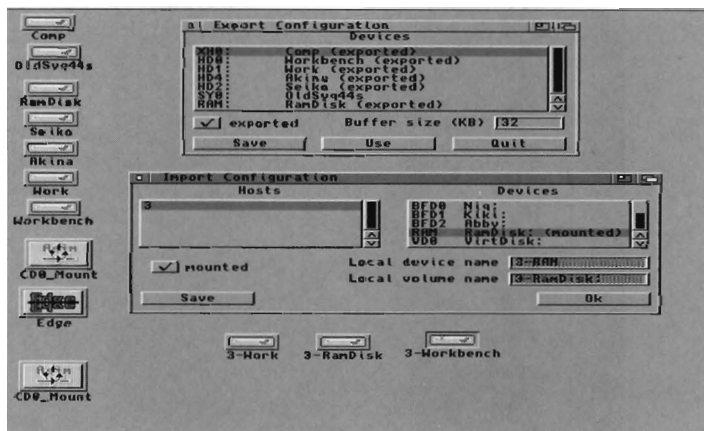 Comp
OldSyq44s
RamDisk
Seiko
Akina
Work
Workbench
CD0_Mount
Edge
CD0_Mount
Export Configuration
Devices
XH0: Comp (exported)
HD0: Workbench (exported)
HD1: Work (exported)
HD4: Akina (exported)
HD2: Seiko (exported)
SY0: OldSyq44s
RAM: RamDisk (exported)
exported
Buffer size (KB) 32
Save Use Quit
Import Configuration
Hosts
3
Devices
BFD0 Niq:
BFD1 Kiki:
BFD2 Abby:
RAM RamDisk: (mounted)
VD0 VirtDisk:
mounted
Local device name 3-RAM
Local volume name 3-RamDisk:
Save Ok
3-Work 3-RamDisk 3-Workbench